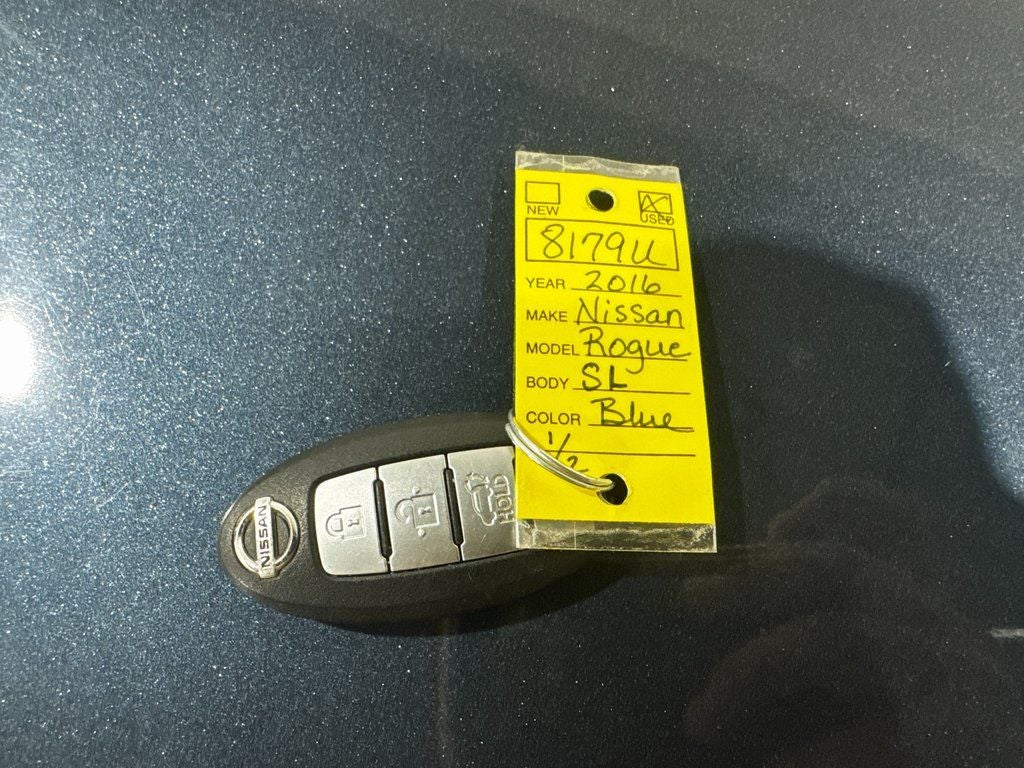 NEW USED
8179U
YEAR 2016
MAKE Nissan
MODEL Rogue
BODY SL
COLOR Blue
1/2
NISSAN
HOLD